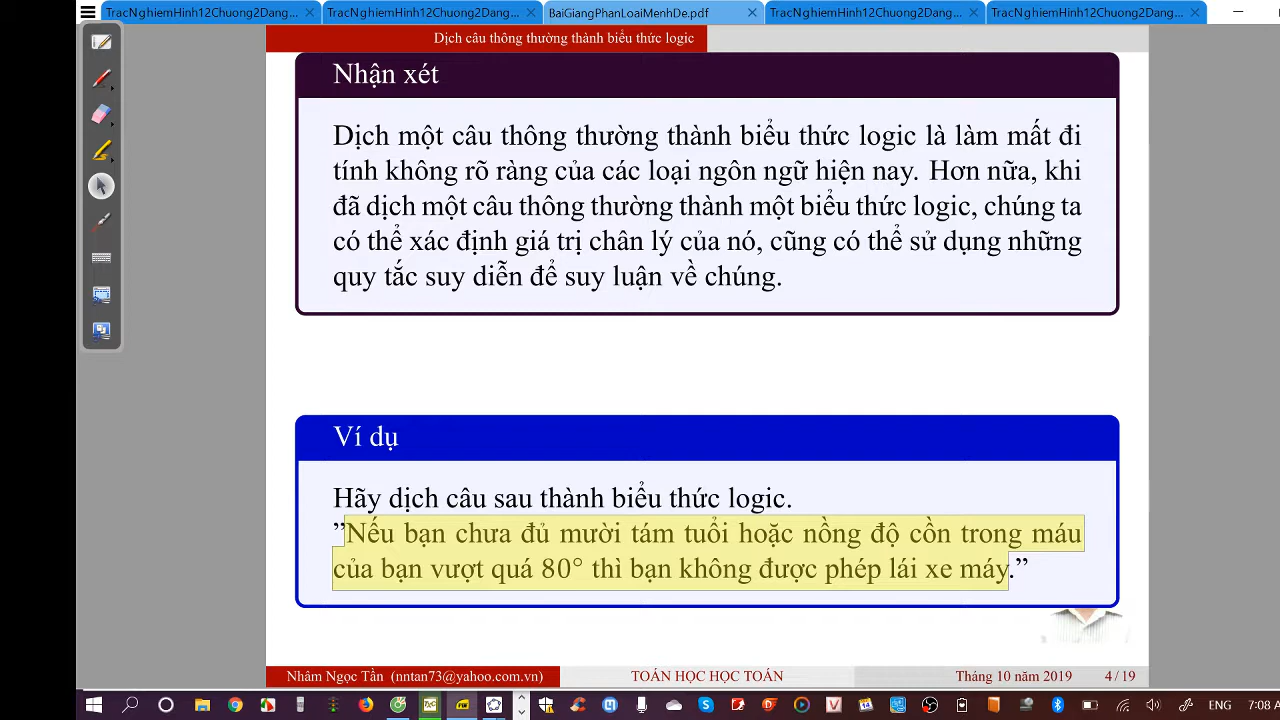 TracNghiemHinh12Chuong2Dang...
TracNghiemHinh12Chuong2Dang...
BaiGiangPhanLoaiMenhDe.pdf
TracNghiemHinh12Chuong2Dang...
TracNghiemHinh12Chuong2Dang...
Dịch câu thông thường thành biểu thức logic
Nhận xét
Dịch một câu thông thường thành biểu thức logic là làm mất đi
tính không rõ ràng của các loại ngôn ngữ hiện nay. Hơn nữa, khi
đã dịch một câu thông thường thành một biểu thức logic, chúng ta
có thể xác định giá trị chân lý của nó, cũng có thể sử dụng những
quy tắc suy diễn để suy luận về chúng.
Ví dụ
Hãy dịch câu sau thành biểu thức logic.
”Nếu bạn chưa đủ mười tám tuổi hoặc nồng độ cồn trong máu
của bạn vượt quá 80° thì bạn không được phép lái xe máy.”
Nhâm Ngọc Tần (nntan73@yahoo.com.vn)
TOÁN HỌC HỌC TOÁN
Tháng 10 năm 2019
4 / 19
ENG
7:08 A